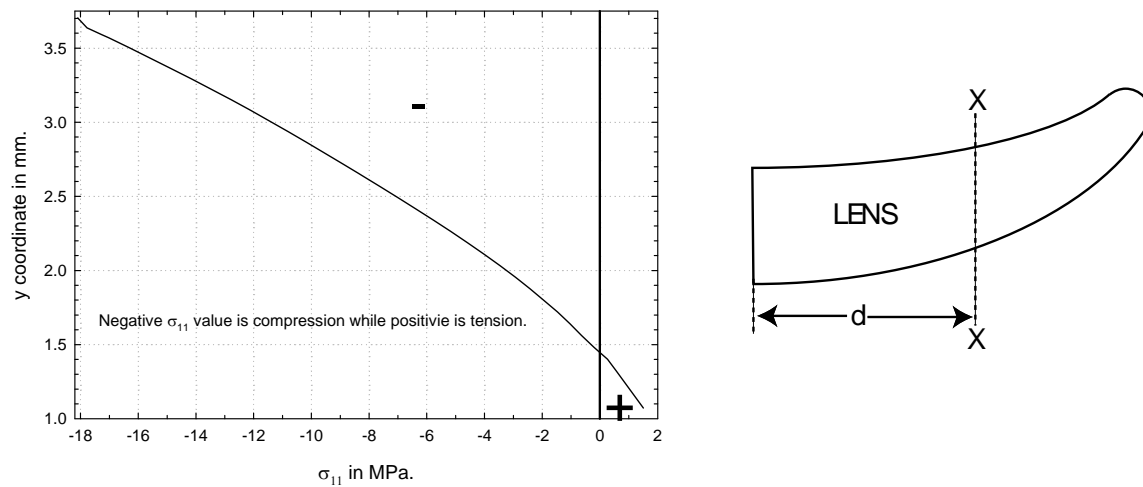 3.5
3.0
2.5
2.0
1.5
1.0
y coordinate in mm.
-
Negative σ11 value is compression while positivie is tension.
+
-18 -16 -14 -12 -10 -8 -6 -4 -2 0 2
σ11 in MPa.
X
LENS
d
X